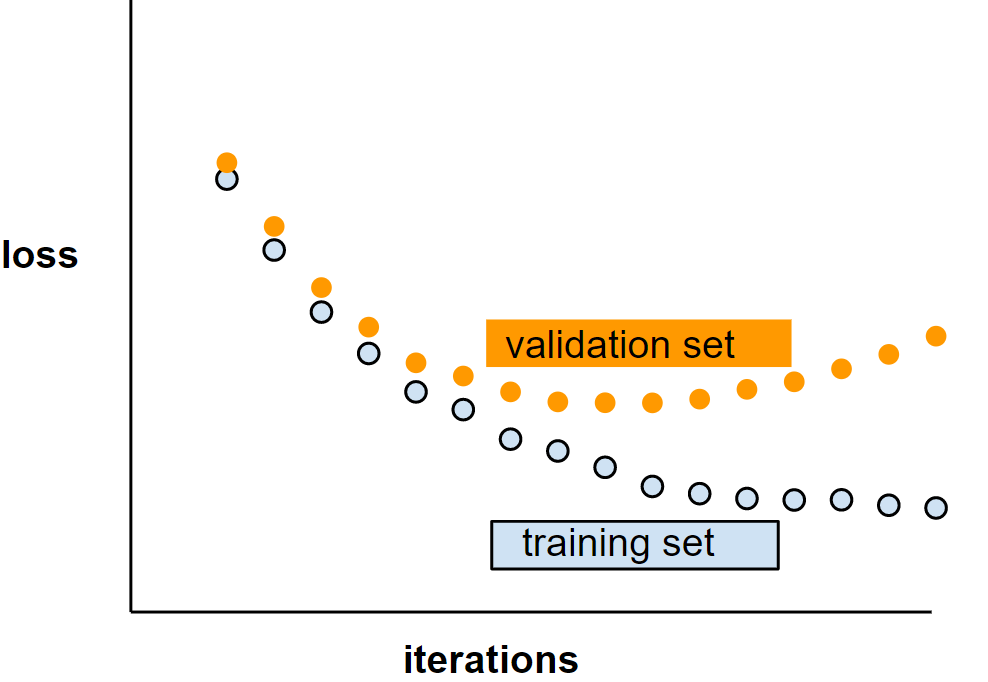 loss
validation set
training set
iterations